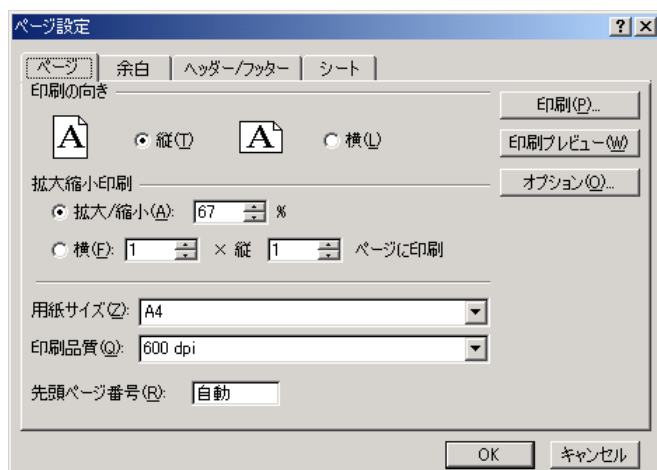 ページ設定
ページ 余白 ヘッダー/フッター シート
印刷の向き
A 縦(T) A 横(L)
印刷(P)...
印刷プレビュー(W)
オプション(O)...
拡大縮小印刷
拡大/縮小(A): 67 %
横(F): 1 × 縦 1 ページに印刷
用紙サイズ(Z): A4
印刷品質(Q): 600 dpi
先頭ページ番号(R): 自動
OK キャンセル